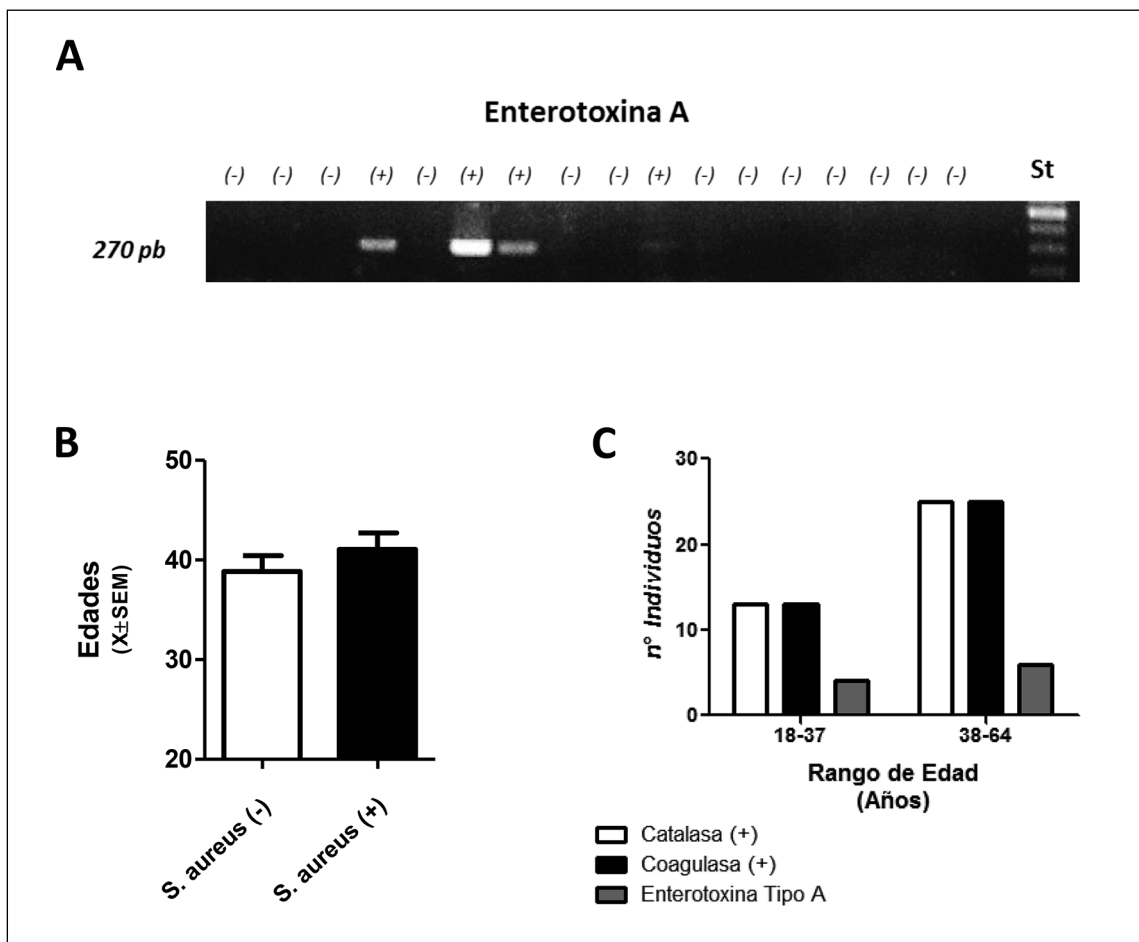 A
Enterotoxina A
(-) (-) (-) (+) (-) (+) (+) (-) (-) (+) (-) (-) (-) (-) (-) (-) (-) St
270 pb
B
50
40
30
20
Edades
(X±SEM)
S. aureus (-)
S. aureus (+)
C
30
20
10
0
n° Individuos
18-37 38-64
Rango de Edad
(Años)
Catalasa (+)
Coagulasa (+)
Enterotoxina Tipo A